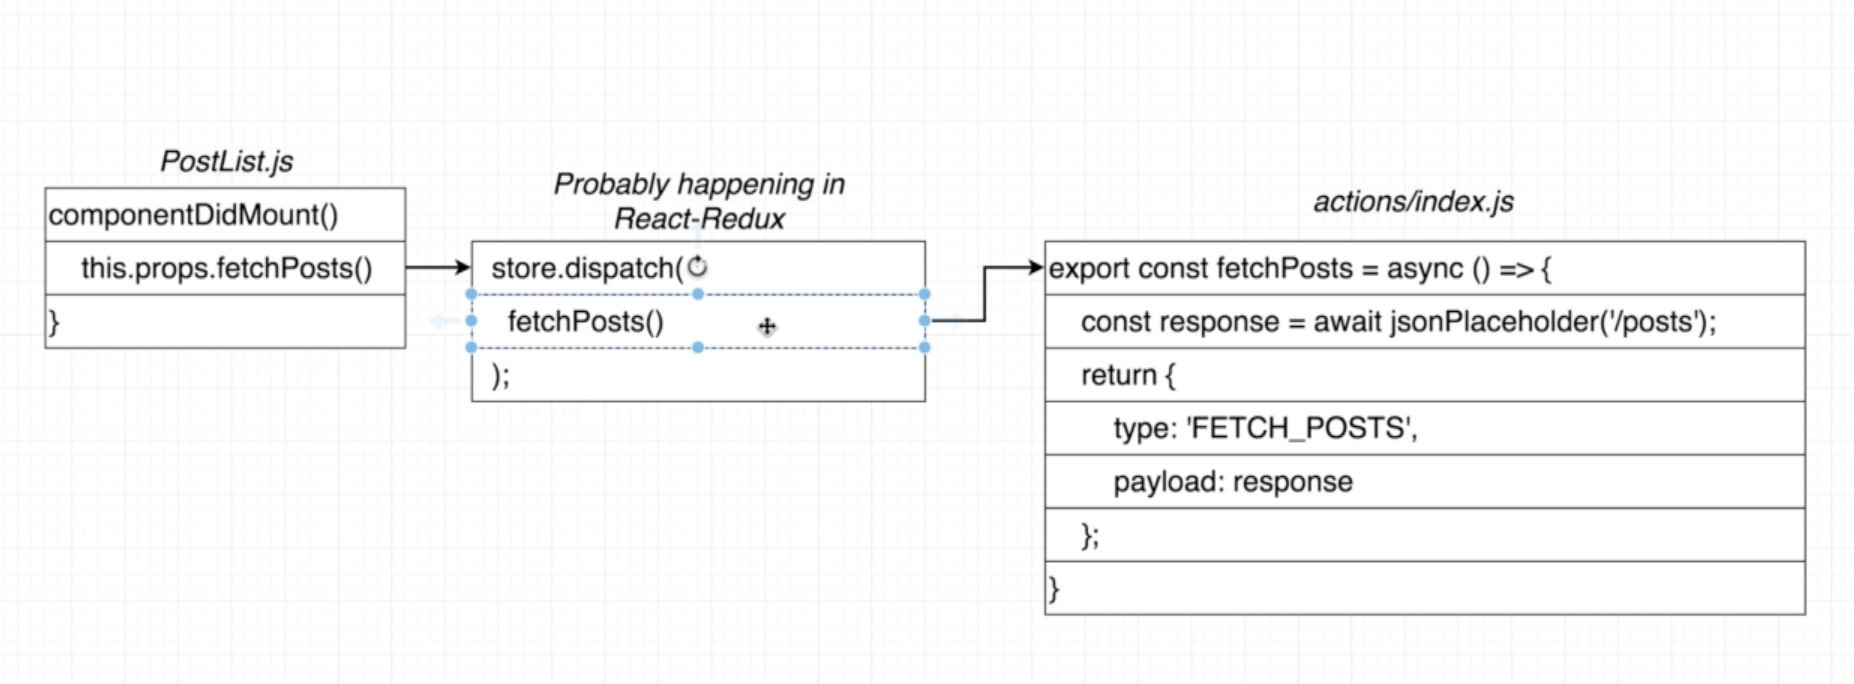 PostList.js
componentDidMount()
this.props.fetchPosts()
}
Probably happening in
React-Redux
store.dispatch(
fetchPosts()
);
actions/index.js
export const fetchPosts = async () => {
const response = await jsonPlaceholder('/posts');
return {
type: 'FETCH_POSTS',
payload: response
};
}